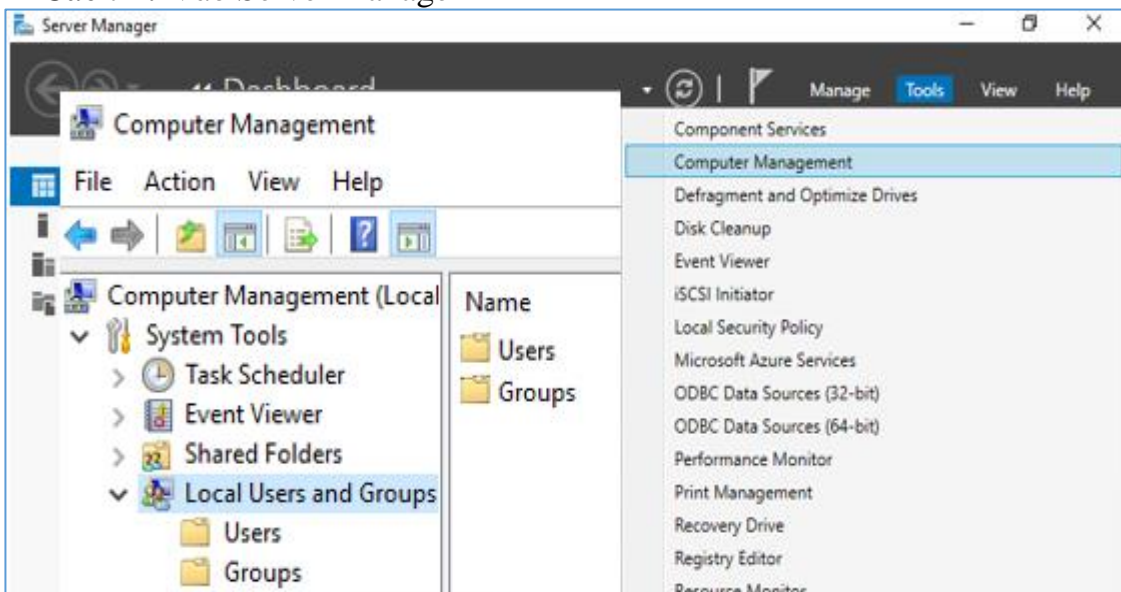 Server Manager
Dashboard
Manage Tools View Help
Computer Management
File Action View Help
Computer Management (Local
System Tools
Task Scheduler
Event Viewer
Shared Folders
Local Users and Groups
Users
Groups
Name
Users
Groups
Component Services
Computer Management
Defragment and Optimize Drives
Disk Cleanup
Event Viewer
iSCSI Initiator
Local Security Policy
Microsoft Azure Services
ODBC Data Sources (32-bit)
ODBC Data Sources (64-bit)
Performance Monitor
Print Management
Recovery Drive
Registry Editor
Resource Monitor